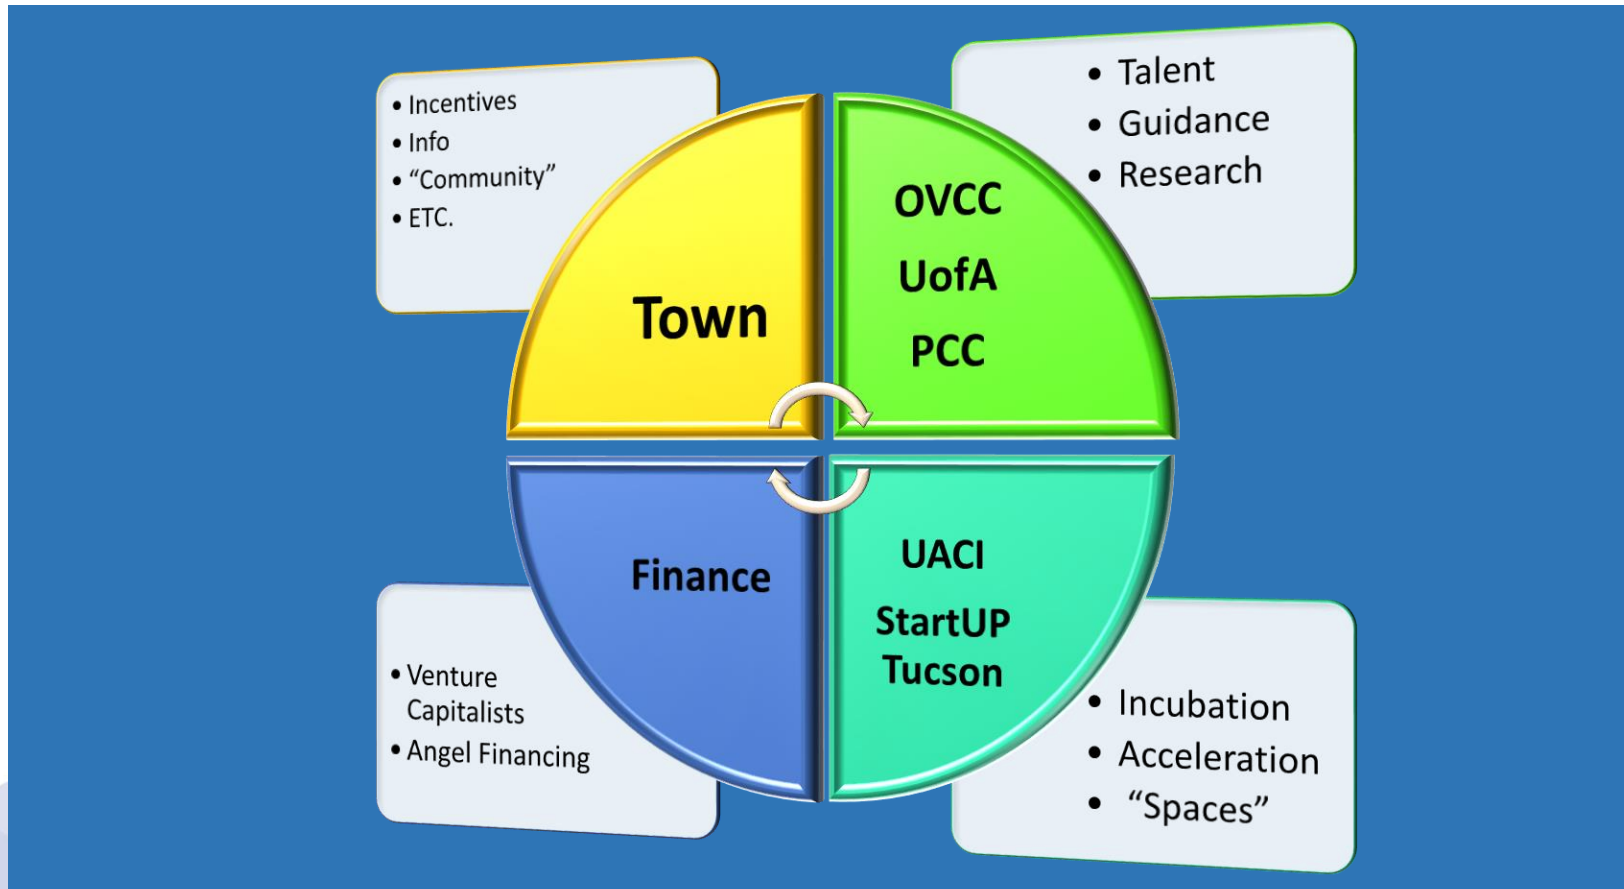 • Incentives
• Info
• “Community”
• ETC.
Town
OVCC
UofA
PCC
• Talent
• Guidance
• Research
Finance
• Venture
Capitalists
• Angel Financing
UACI
StartUP
Tucson
• Incubation
• Acceleration
• “Spaces”